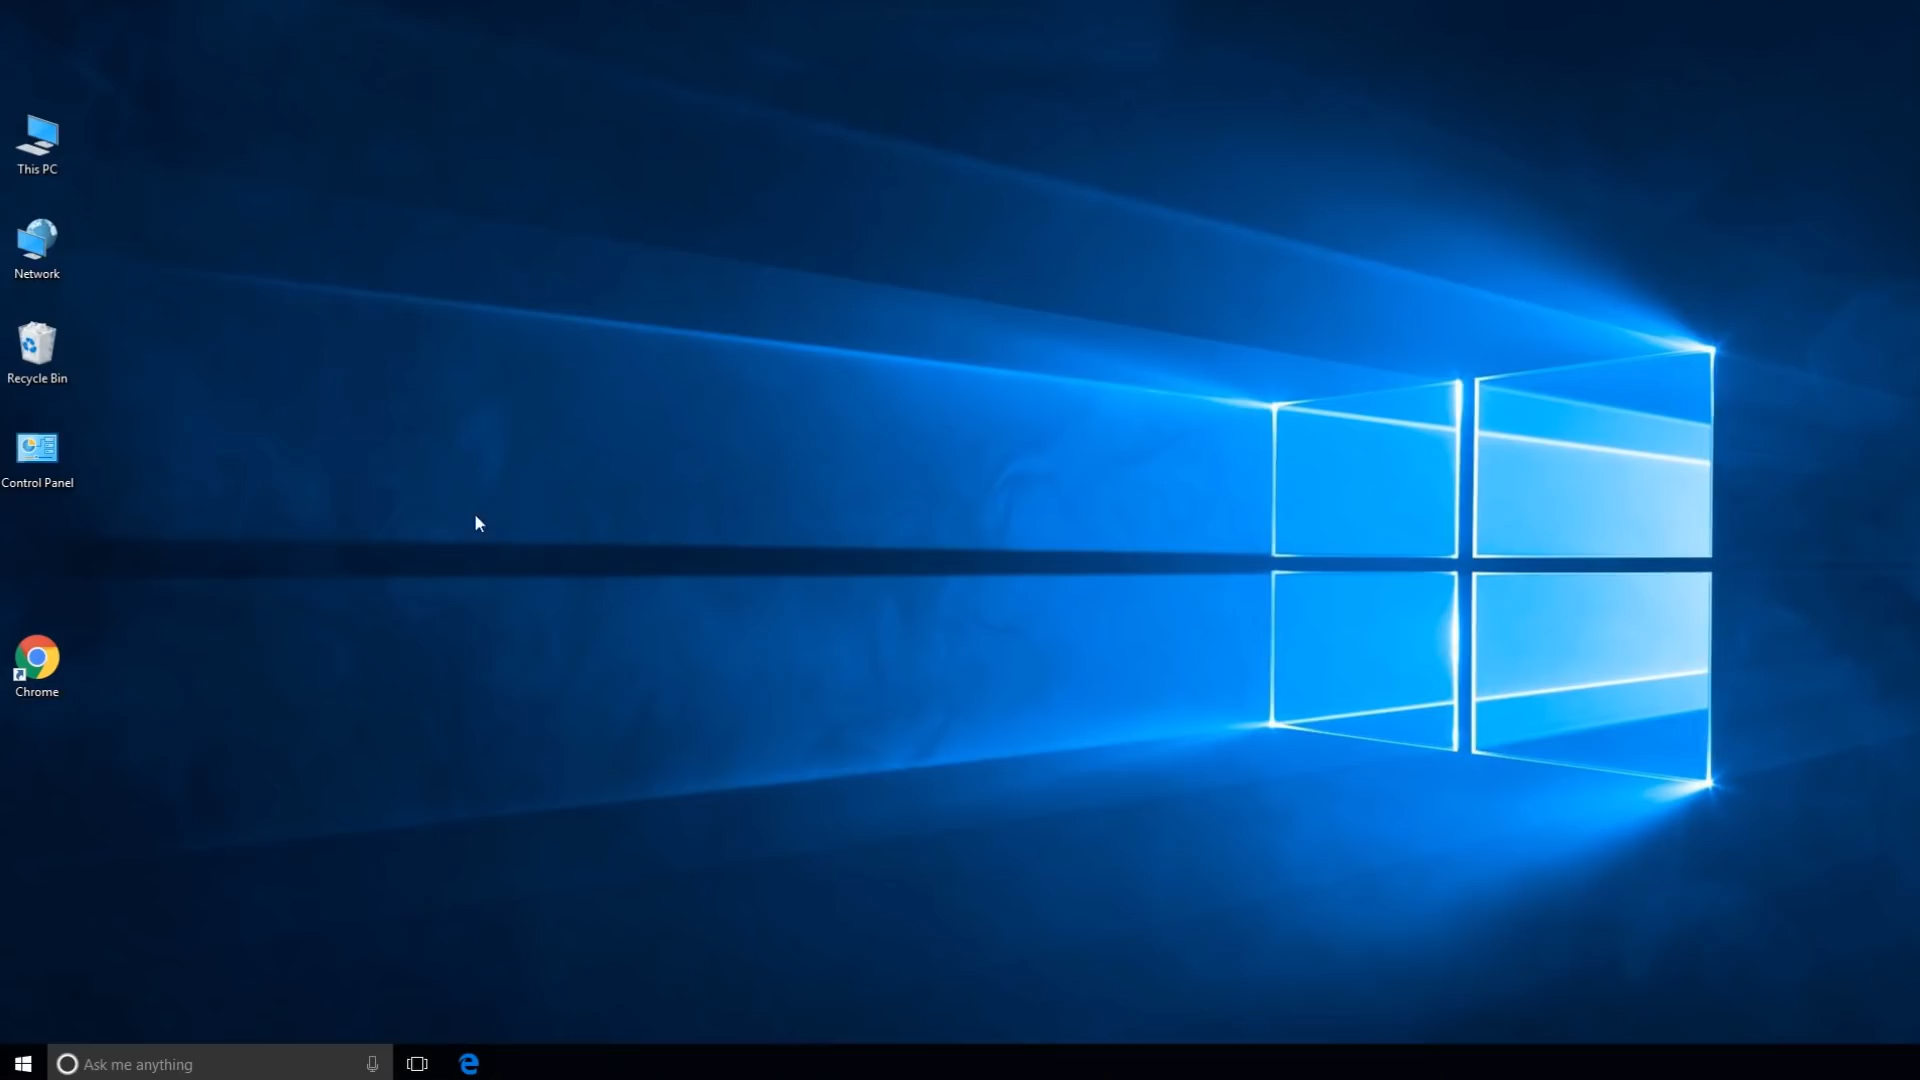 This PC
Network
Recycle Bin
Control Panel
Chrome
Ask me anything